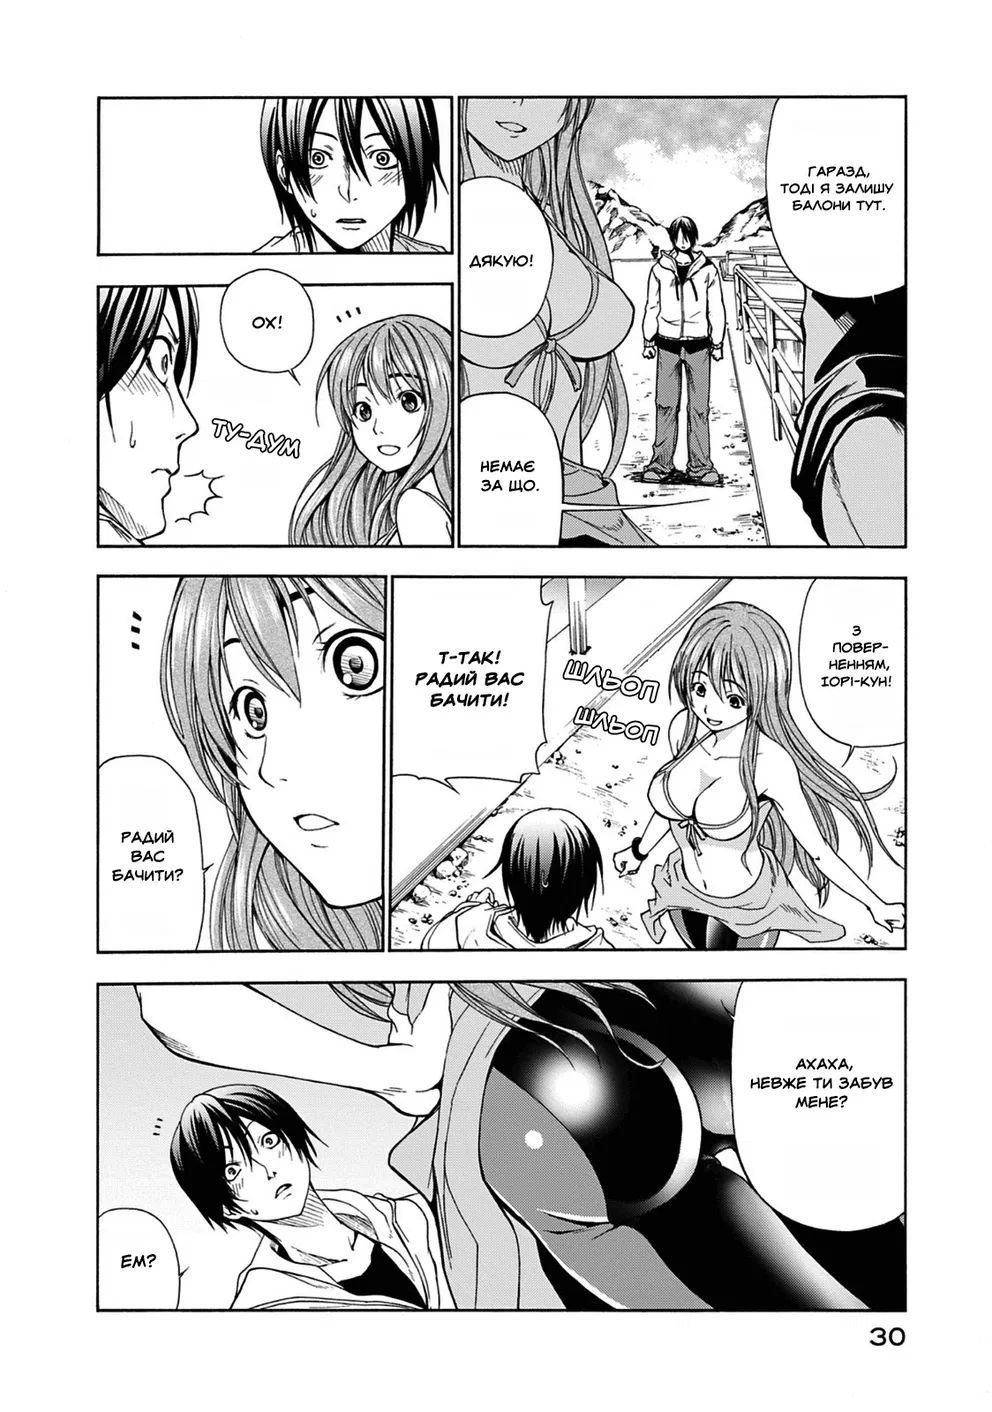 ГАРАЗД,
ТОДІ Я ЗАЛИШУ
БАЛОНИ ТУТ.
ДЯКУЮ!
НЕМАЄ
ЗА ЩО.
ОХ!
ТУ-ДУМ
З
ПОВЕР-
НЕННЯМ,
ІОРІ-КУН!
ШЛЬОП
ШЛЬОП
Т-ТАК!
РАДИЙ ВАС
БАЧИТИ!
РАДИЙ
ВАС
БАЧИТИ?
АХАХА,
НЕВЖЕ ТИ ЗАБУВ
МЕНЕ?
ЕМ?
30